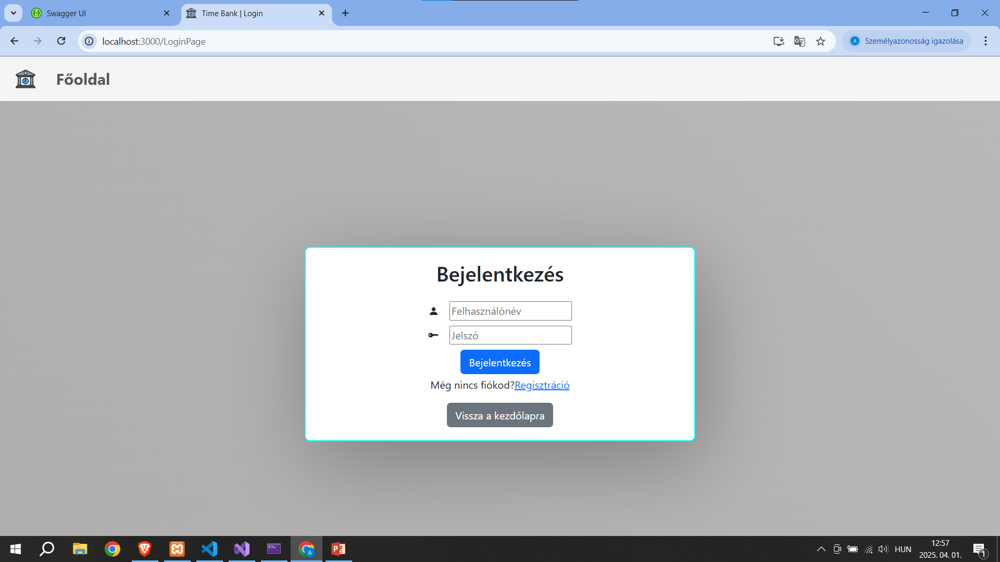 Swagger UI
Time Bank | Login
localhost:3000/LoginPage
Személyazonosság igazolása
Főoldal
Bejelentkezés
Felhasználónév
Jelszó
Bejelentkezés
Még nincs fiókod?Regisztráció
Vissza a kezdőlapra
HUN
12:57
2025. 04. 01.
1